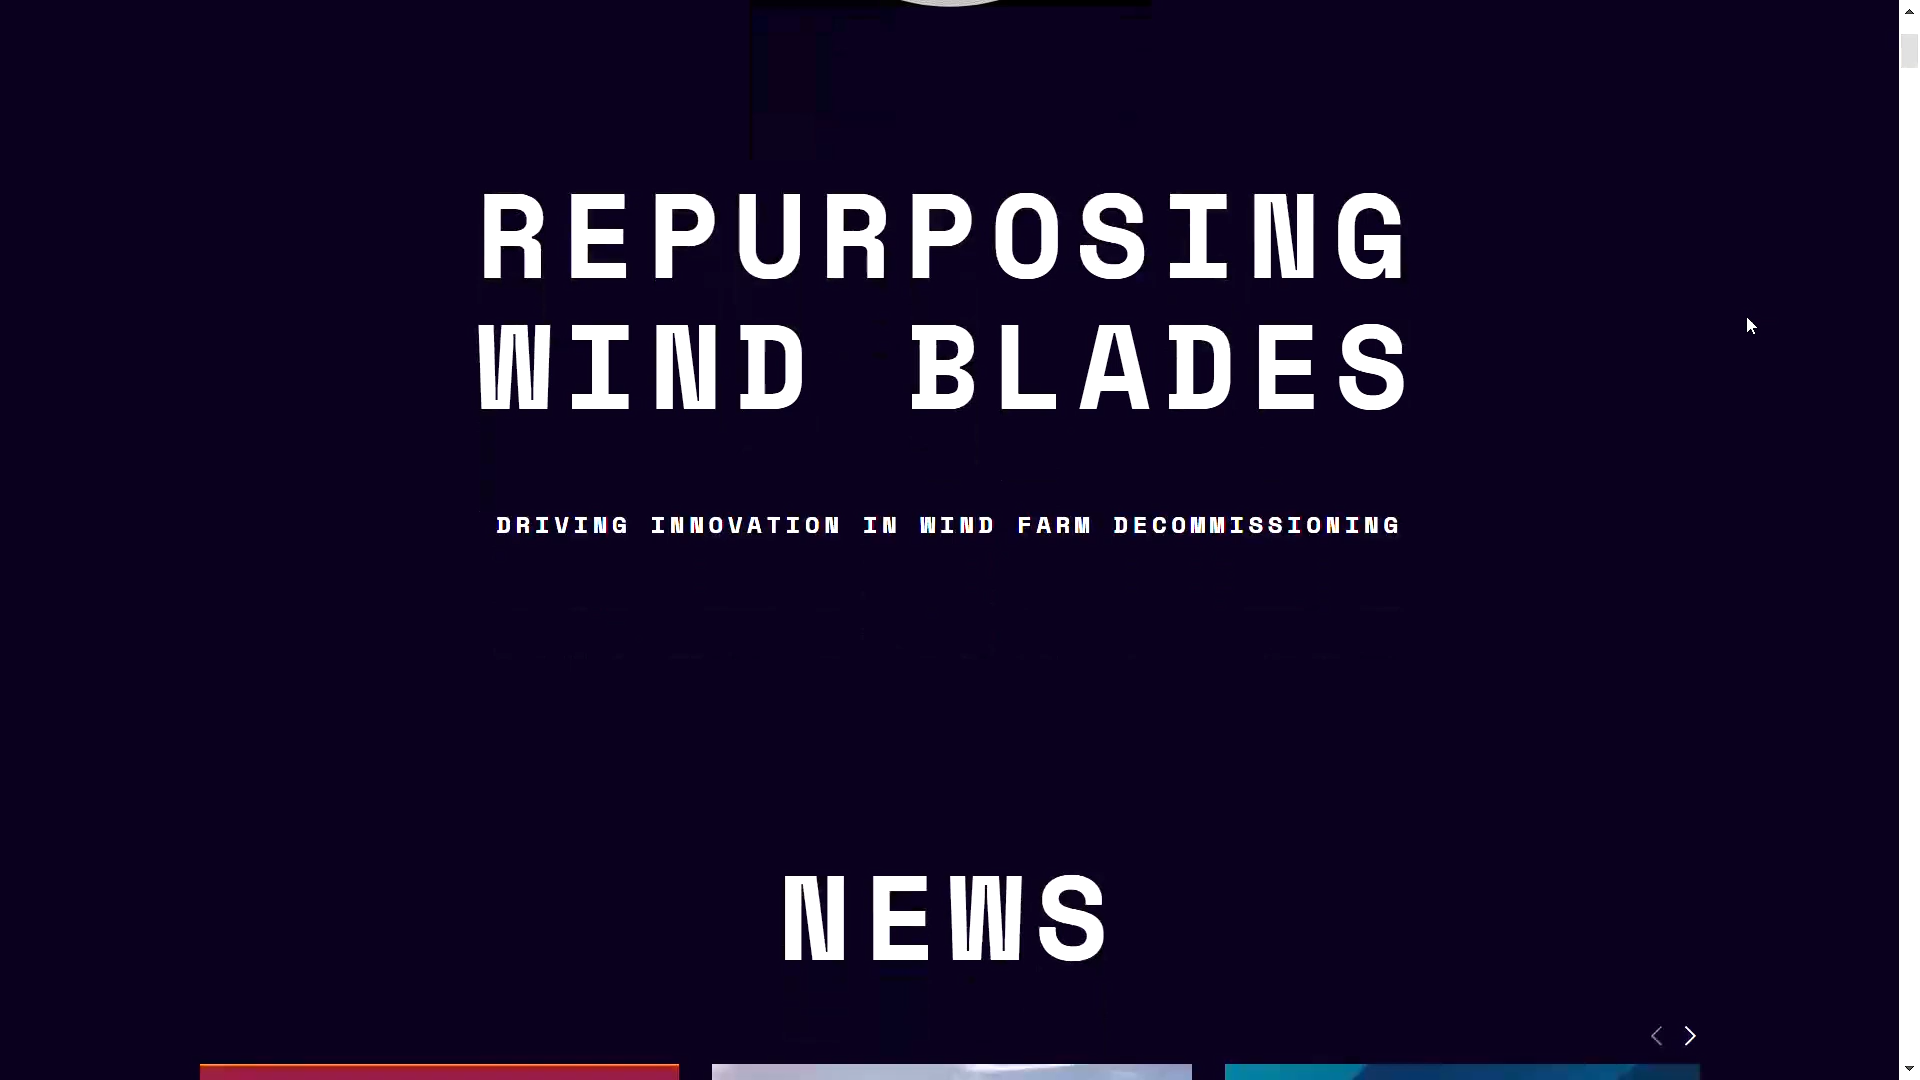 REPURPOSING
WIND BLADES
DRIVING INNOVATION IN WIND FARM DECOMMISSIONING
NEWS